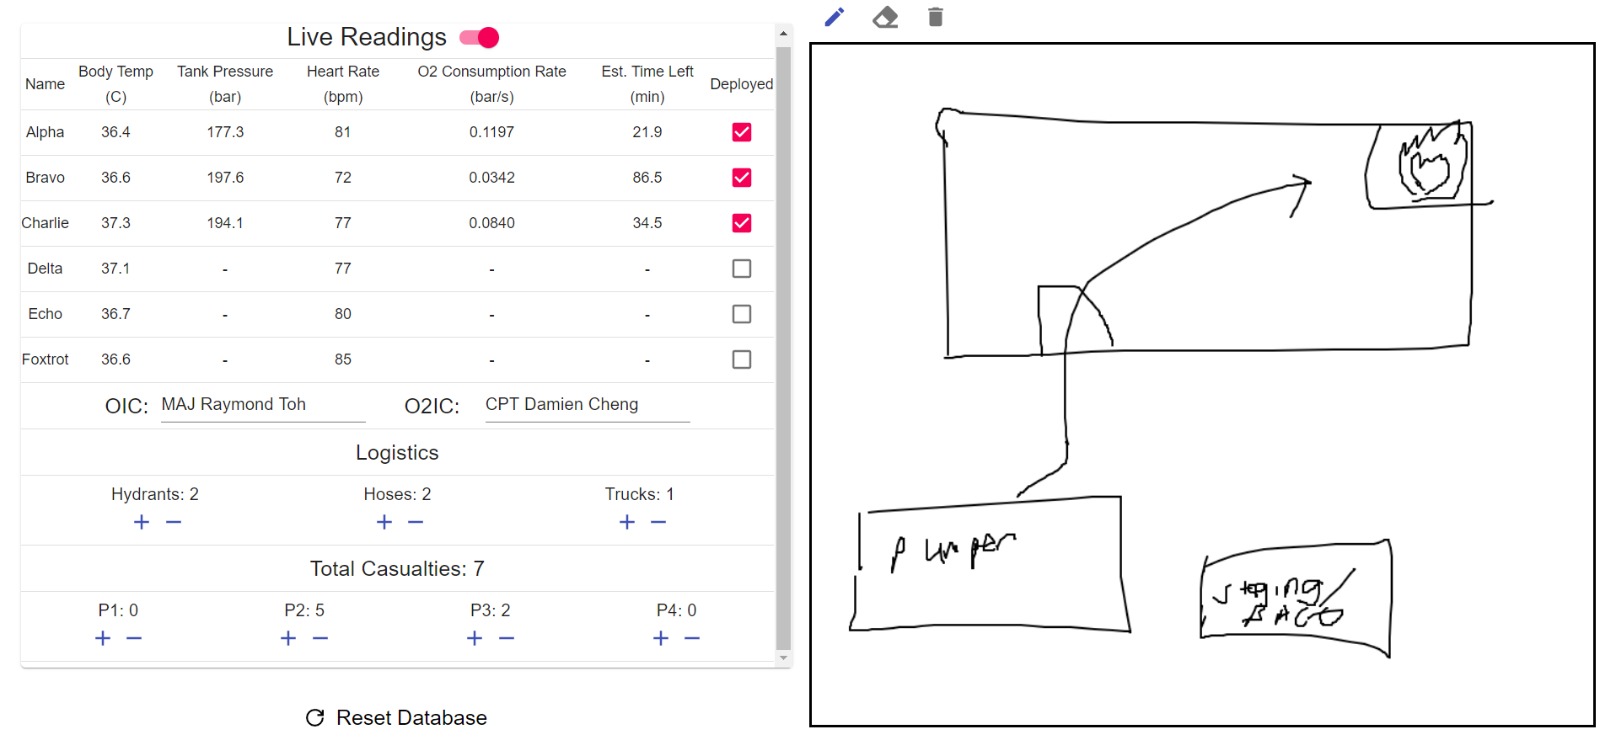 Live Readings
Name Body Temp (C) Tank Pressure (bar) Heart Rate (bpm) O2 Consumption Rate (bar/s) Est. Time Left (min) Deployed
Alpha 36.4 177.3 81 0.1197 21.9
Bravo 36.6 197.6 72 0.0342 86.5
Charlie 37.3 194.1 77 0.0840 34.5
Delta 37.1 - 77 - -
Echo 36.7 - 80 - -
Foxtrot 36.6 - 85 - -
OIC: MAJ Raymond Toh O2IC: CPT Damien Cheng
Logistics
Hydrants: 2 Hoses: 2 Trucks: 1
+ − + − + −
Total Casualties: 7
P1: 0 P2: 5 P3: 2 P4: 0
+ − + − + − + −
Reset Database
Pumper
Staging/
BACO